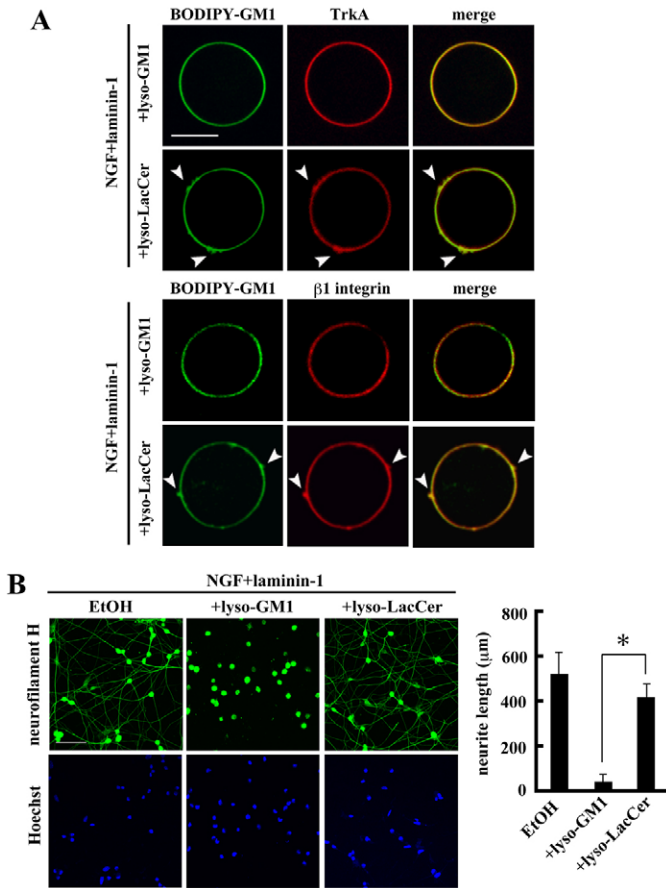 A
BODIPY-GM1 TrkA merge
NGF+laminin-1
+lyso-GM1
+lyso-LacCer
BODIPY-GM1 β1 integrin merge
NGF+laminin-1
+lyso-GM1
+lyso-LacCer
B
NGF+laminin-1
EtOH +lyso-GM1 +lyso-LacCer
neurofilament H
Hoechst
neurite length (μm)
800
600
400
200
0
*
EtOH
+lyso-GM1
+lyso-LacCer